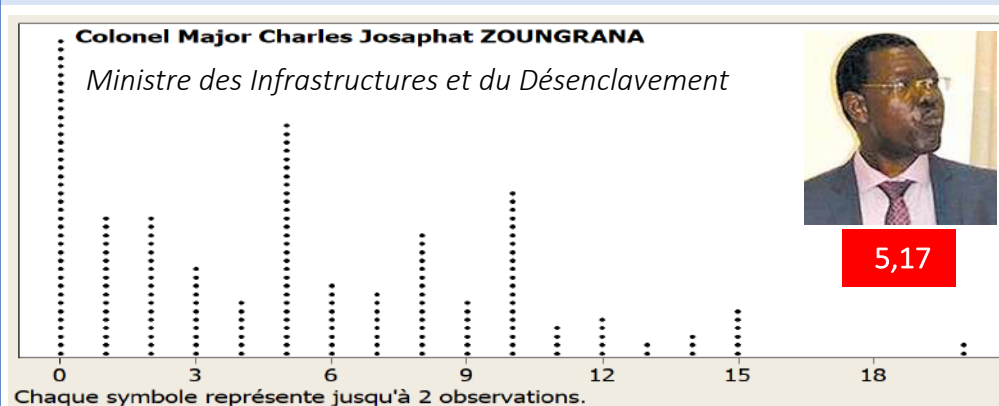 Colonel Major Charles Josaphat ZOUNGRANA
Ministre des Infrastructures et du Désenclavement
5,17
0 3 6 9 12 15 18
Chaque symbole représente jusqu'à 2 observations.